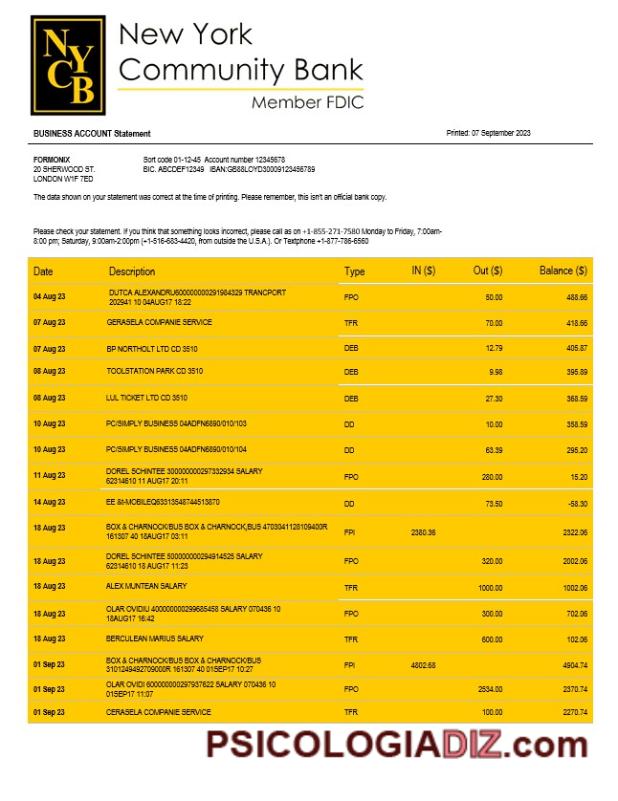 NYCB
New York
Community Bank
Member FDIC
BUSINESS ACCOUNT Statement Printed: 07 September 2023
FORMONIX Sort code 01-12-45 Account number 12345678
20 SHERWOOD ST. BIC. ABCDEF12349 IBAN:GB88LOYD30009123456789
LONDON W1F 7ED
The data shown on your statement was correct at the time of printing. Please remember, this isn't an official bank copy.
Please check your statement. If you think that something looks incorrect, please call as on +1-855-271-7580 Monday to Friday, 7:00am-
8:00 pm; Saturday, 9:00am-2:00pm (+1-516-683-4420, from outside the U.S.A.). Or Textphone +1-877-786-6560
Date Description Type IN ($) Out ($) Balance ($)
04 Aug 23 DUTCA ALEXANDRU600000000291984329 TRANCPORT FPO 50.00 488.66
202941 10 04AUG17 18:22
07 Aug 23 GERASELA COMPANIE SERVICE TFR 70.00 418.66
07 Aug 23 BP NORTHOLT LTD CD 3510 DEB 12.79 405.87
08 Aug 23 TOOLSTATION PARK CD 3510 DEB 9.98 395.89
08 Aug 23 LUL TICKET LTD CD 3510 DEB 27.30 368.59
10 Aug 23 PC/SIMPLY BUSINESS 04ADFN6890/010/103 DD 10.00 358.59
10 Aug 23 PC/SIMPLY BUSINESS 04ADFN6890/010/104 DD 63.39 295.20
11 Aug 23 DOREL SCHINTEE 300000000297332934 SALARY FPO 280.00 15.20
62314610 11 AUG17 20:11
14 Aug 23 EE &t-MOBILEQ63313548744513870 DD 73.50 -58.30
18 Aug 23 BOX & CHARNOCK/BUS BOX & CHARNOCK,BUS 4703041128109400R FPI 2380.36 2322.06
161307 40 18AUG17 03:11
18 Aug 23 DOREL SCHINTEE 500000000294914525 SALARY FPO 320.00 2002.06
62314610 18 AUG17 11:23
18 Aug 23 ALEX MUNTEAN SALARY TFR 1000.00 1002.06
18 Aug 23 OLAR OVIDIU 400000000299685458 SALARY 070436 10 FPO 300.00 702.06
18AUG17 16:42
18 Aug 23 BERCULEAN MARIUS SALARY TFR 600.00 102.06
01 Sep 23 BOX & CHARNOCK/BUS BOX & CHARNOCK/BUS FPI 4802.68 4904.74
3101249492709000R 161307 40 01SEP17 10:27
01 Sep 23 OLAR OVIDI 600000000297937622 SALARY 070436 10 FPO 2534.00 2370.74
01SEP17 11:07
01 Sep 23 CERASELA COMPANIE SERVICE TFR 100.00 2270.74
PSICOLOGIADIZ.com